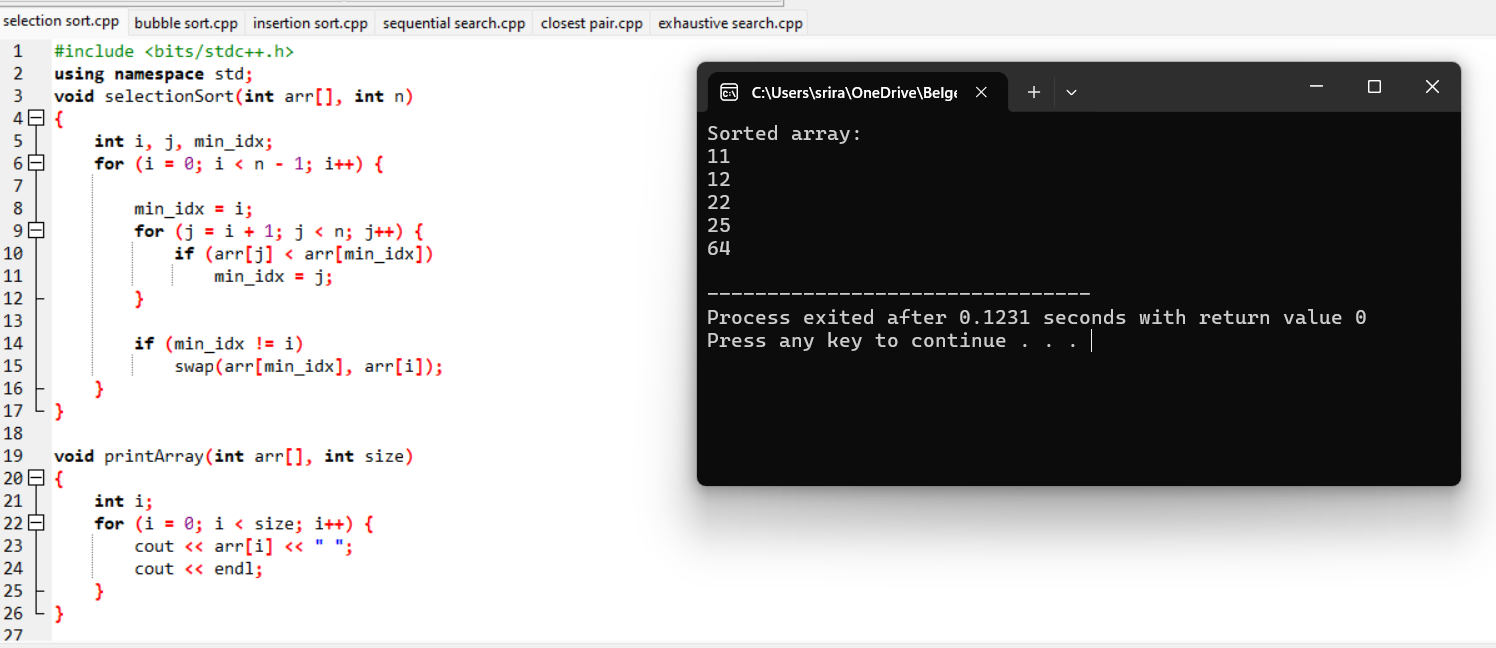 selection sort.cpp bubble sort.cpp insertion sort.cpp sequential search.cpp closest pair.cpp exhaustive search.cpp
1 #include <bits/stdc++.h>
2 using namespace std;
3 void selectionSort(int arr[], int n)
4 {
5 int i, j, min_idx;
6 for (i = 0; i < n - 1; i++) {
7
8 min_idx = i;
9 for (j = i + 1; j < n; j++) {
10 if (arr[j] < arr[min_idx])
11 min_idx = j;
12 }
13
14 if (min_idx != i)
15 swap(arr[min_idx], arr[i]);
16 }
17 }
18
19 void printArray(int arr[], int size)
20 {
21 int i;
22 for (i = 0; i < size; i++) {
23 cout << arr[i] << " ";
24 cout << endl;
25 }
26 }
27
C:\Users\srira\OneDrive\Belge
Sorted array:
11
12
22
25
64
--------------------------------
Process exited after 0.1231 seconds with return value 0
Press any key to continue . . .